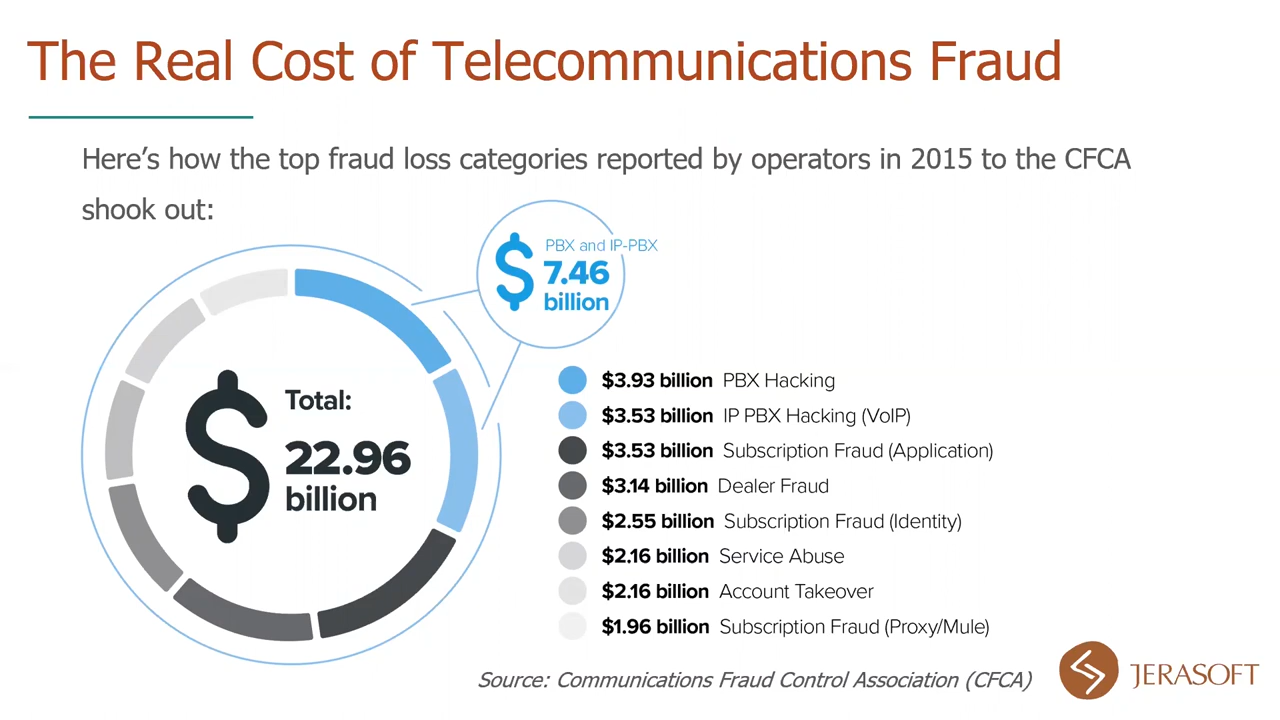 The Real Cost of Telecommunications Fraud
Here's how the top fraud loss categories reported by operators in 2015 to the CFCA
shook out:
$ PBX and IP-PBX
7.46
billion
$ Total:
22.96
billion
$3.93 billion PBX Hacking
$3.53 billion IP PBX Hacking (VoIP)
$3.53 billion Subscription Fraud (Application)
$3.14 billion Dealer Fraud
$2.55 billion Subscription Fraud (Identity)
$2.16 billion Service Abuse
$2.16 billion Account Takeover
$1.96 billion Subscription Fraud (Proxy/Mule)
Source: Communications Fraud Control Association (CFCA)
JERASOFT